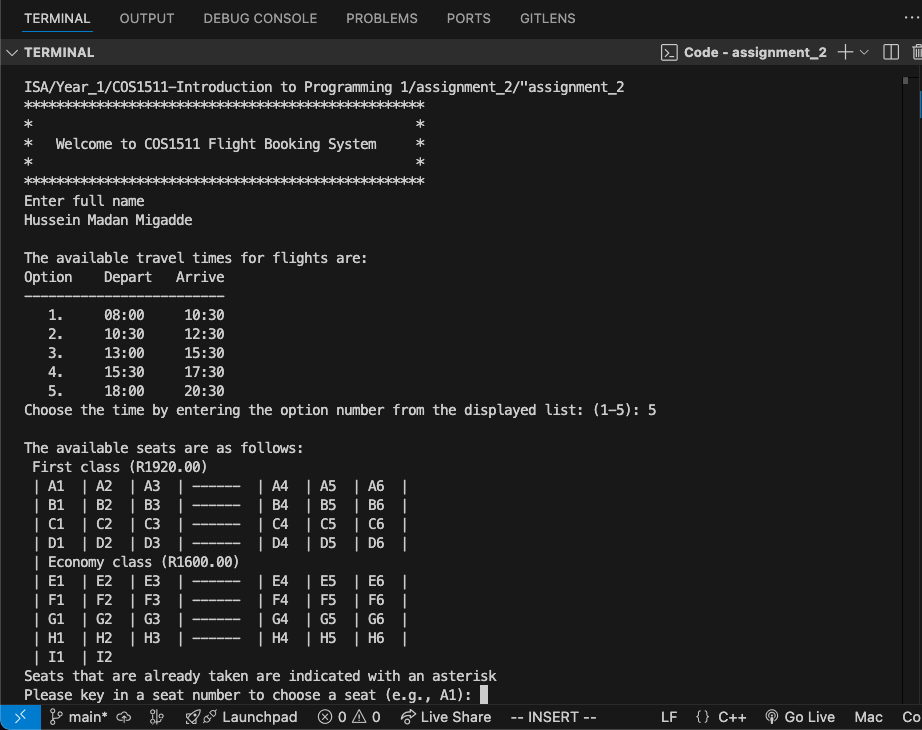 TERMINAL OUTPUT DEBUG CONSOLE PROBLEMS PORTS GITLENS ...
TERMINAL Code - assignment_2
ISA/Year_1/COS1511-Introduction to Programming 1/assignment_2/"assignment_2
**************************************************
*                                                *
*   Welcome to COS1511 Flight Booking System     *
*                                                *
**************************************************
Enter full name
Hussein Madan Migadde
The available travel times for flights are:
Option    Depart   Arrive
-------------------------
   1.     08:00     10:30
   2.     10:30     12:30
   3.     13:00     15:30
   4.     15:30     17:30
   5.     18:00     20:30
Choose the time by entering the option number from the displayed list: (1-5): 5
The available seats are as follows:
 First class (R1920.00)
 | A1  | A2  | A3  | ------  | A4  | A5  | A6  |
 | B1  | B2  | B3  | ------  | B4  | B5  | B6  |
 | C1  | C2  | C3  | ------  | C4  | C5  | C6  |
 | D1  | D2  | D3  | ------  | D4  | D5  | D6  |
 | Economy class (R1600.00)
 | E1  | E2  | E3  | ------  | E4  | E5  | E6  |
 | F1  | F2  | F3  | ------  | F4  | F5  | F6  |
 | G1  | G2  | G3  | ------  | G4  | G5  | G6  |
 | H1  | H2  | H3  | ------  | H4  | H5  | H6  |
 | I1  | I2
Seats that are already taken are indicated with an asterisk
Please key in a seat number to choose a seat (e.g., A1):
main* Launchpad 0 0 Live Share -- INSERT -- LF {} C++ Go Live Mac Co